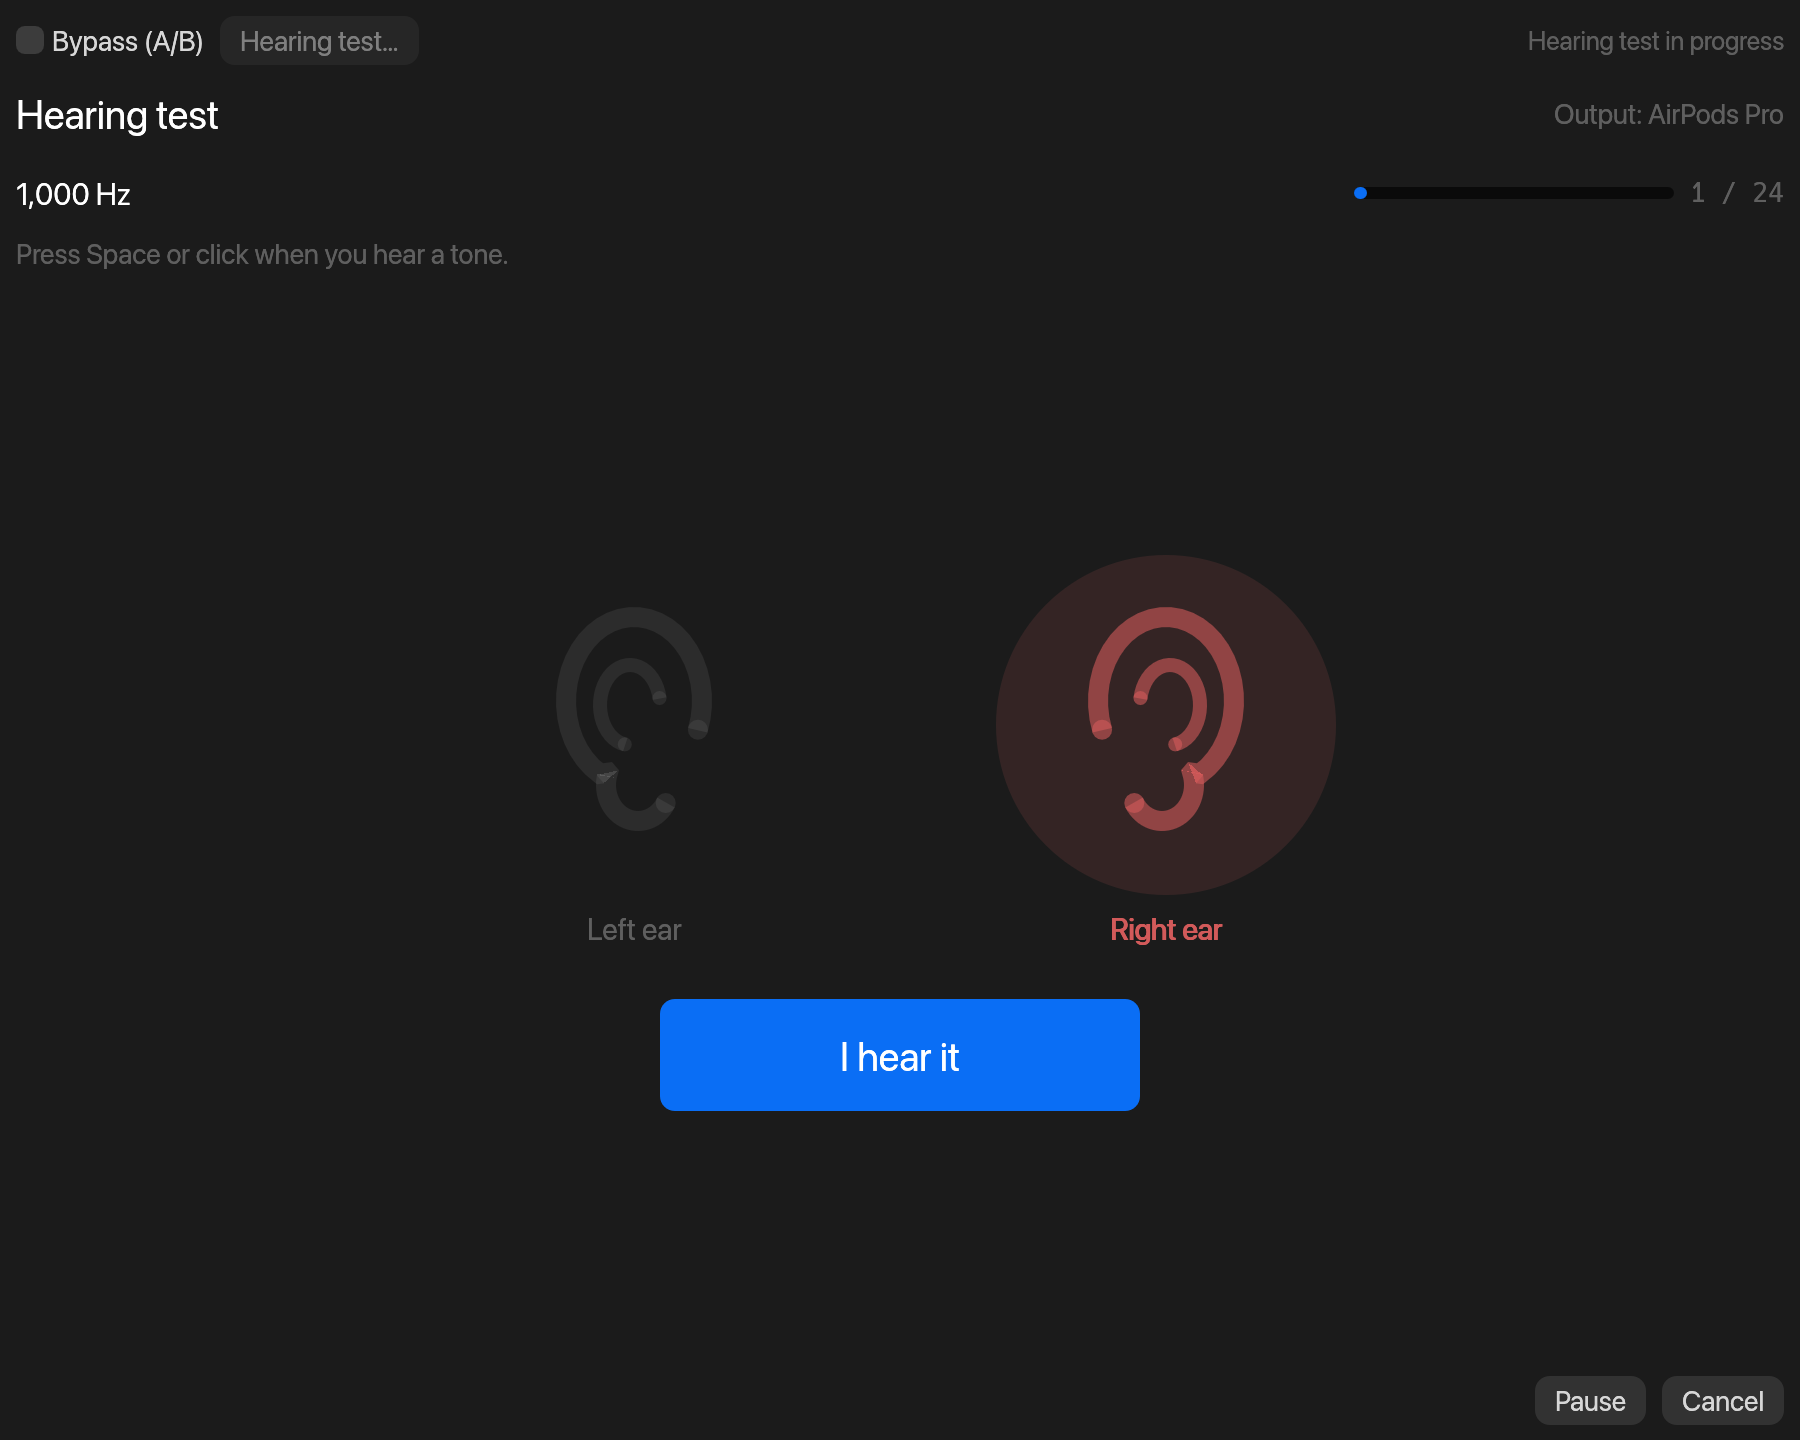 Bypass (A/B)
Hearing test...
Hearing test in progress
Hearing test
Output: AirPods Pro
1,000 Hz
1 / 24
Press Space or click when you hear a tone.
Left ear
Right ear
I hear it
Pause
Cancel